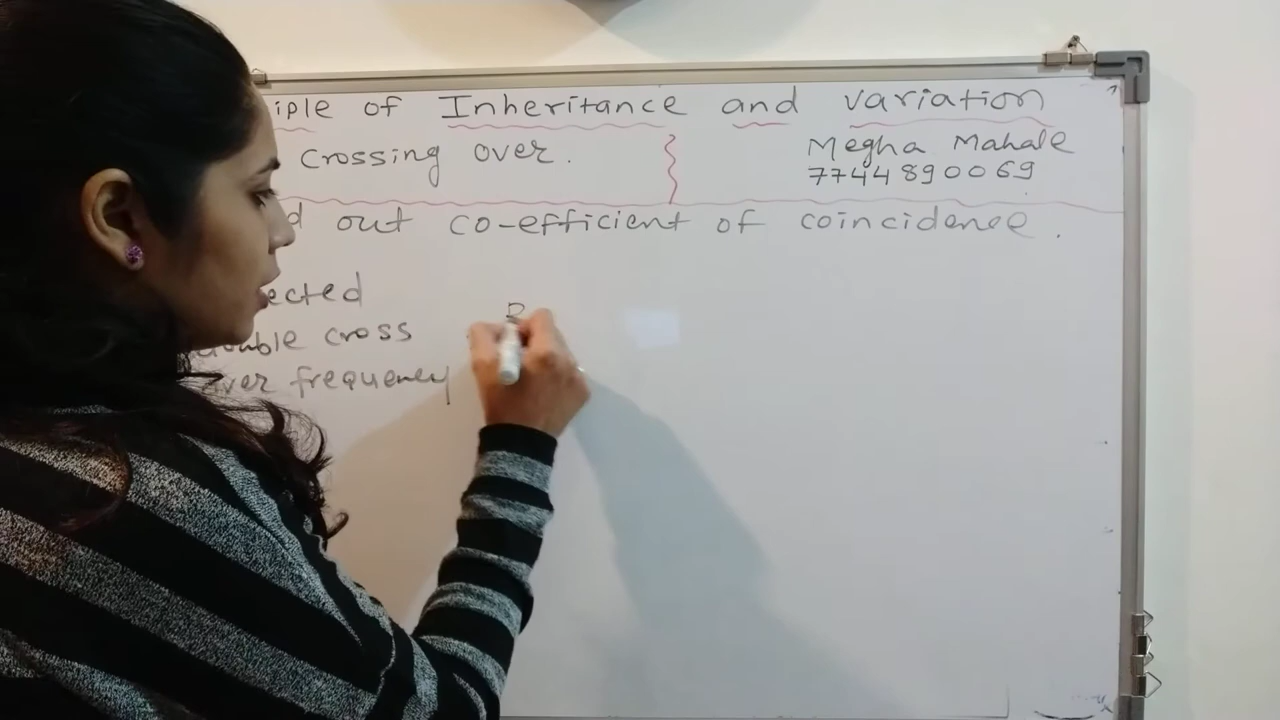 iple of Inheritance and variation
crossing over.
Megha Mahale
7744890069
d out co-efficient of coincidence.
ected
double cross
over frequency